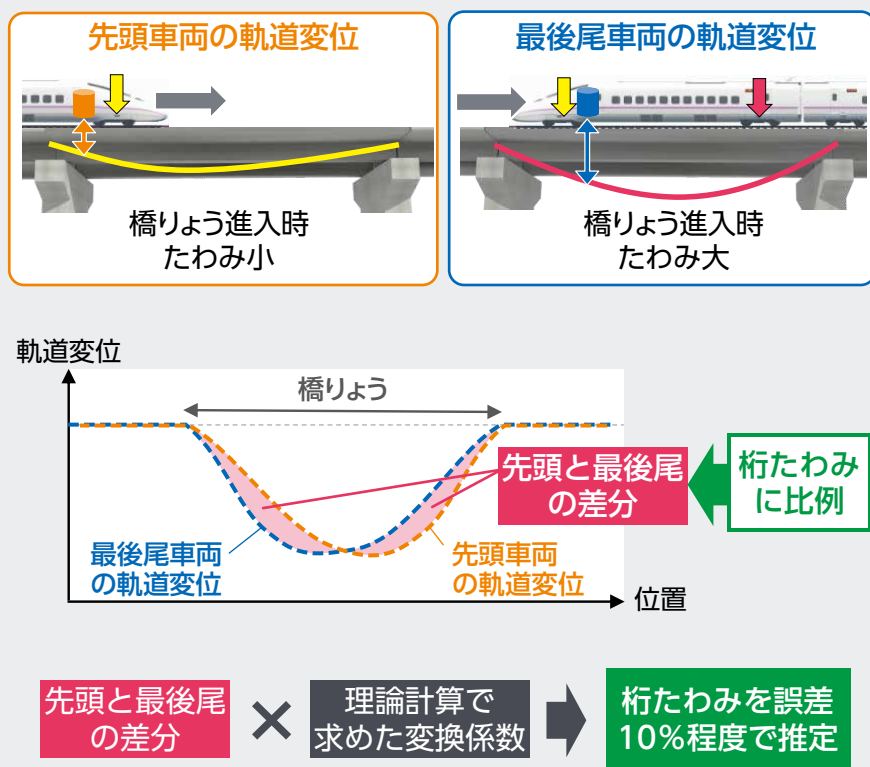 先頭車両の軌道変位
橋りょう進入時
たわみ小
最後尾車両の軌道変位
橋りょう進入時
たわみ大
軌道変位
橋りょう
先頭と最後尾
の差分
桁たわみ
に比例
最後尾車両
の軌道変位
先頭車両
の軌道変位
位置
先頭と最後尾
の差分
×
理論計算で
求めた変換係数
桁たわみを誤差
10%程度で推定